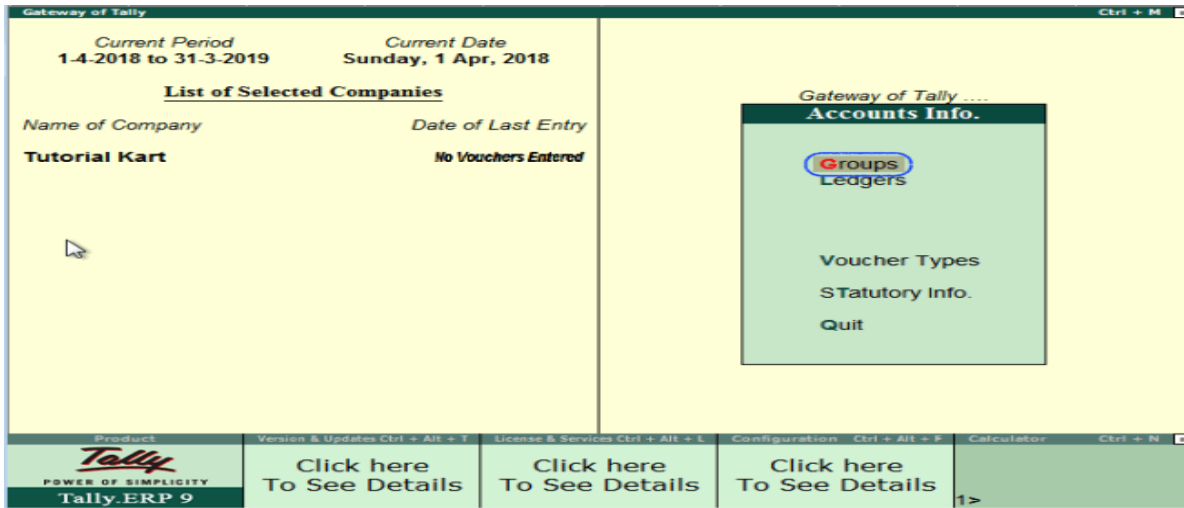 Gateway of Tally Ctrl + M
Current Period Current Date
1-4-2018 to 31-3-2019 Sunday, 1 Apr, 2018
List of Selected Companies
Name of Company Date of Last Entry
Tutorial Kart No Vouchers Entered
Gateway of Tally ....
Accounts Info.
Groups
Ledgers
Voucher Types
STatutory Info.
Quit
Product Version & Updates Ctrl + Alt + T License & Services Ctrl + Alt + L Configuration Ctrl + Alt + F Calculator Ctrl + N
Tally
POWER OF SIMPLICITY
Tally.ERP 9
Click here
To See Details
Click here
To See Details
Click here
To See Details
1>